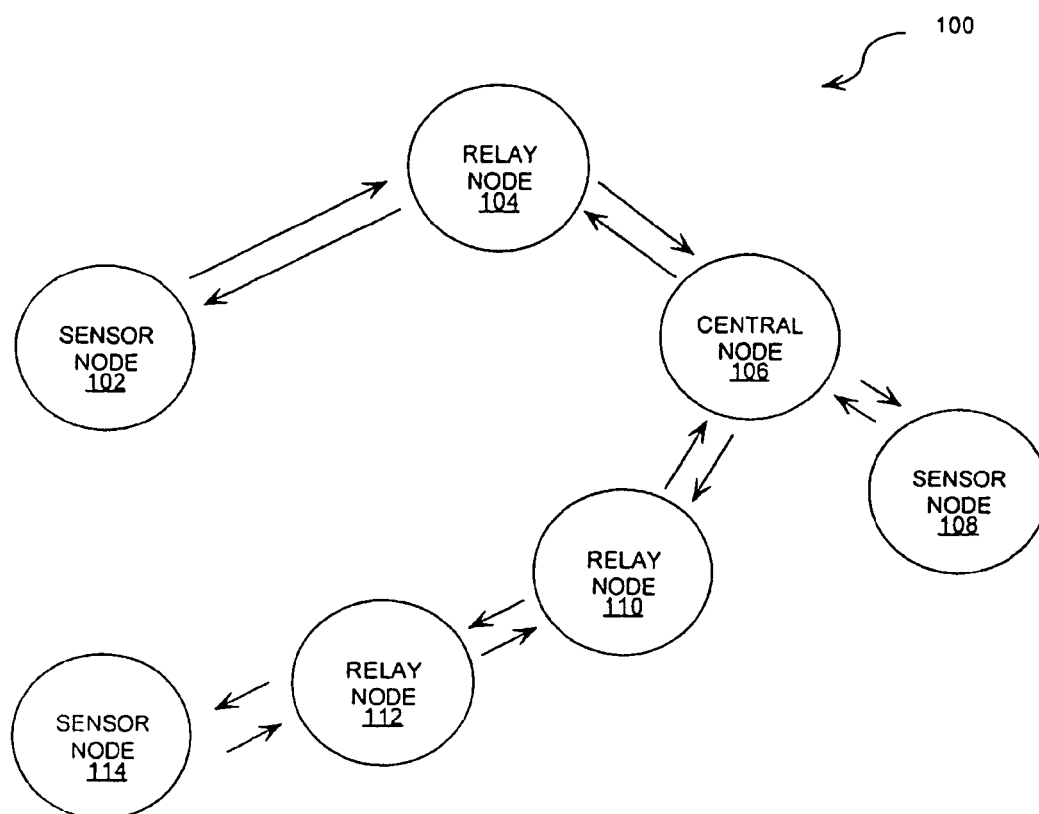 100
RELAY
NODE
104
SENSOR
NODE
102
CENTRAL
NODE
106
SENSOR
NODE
108
RELAY
NODE
110
RELAY
NODE
112
SENSOR
NODE
114